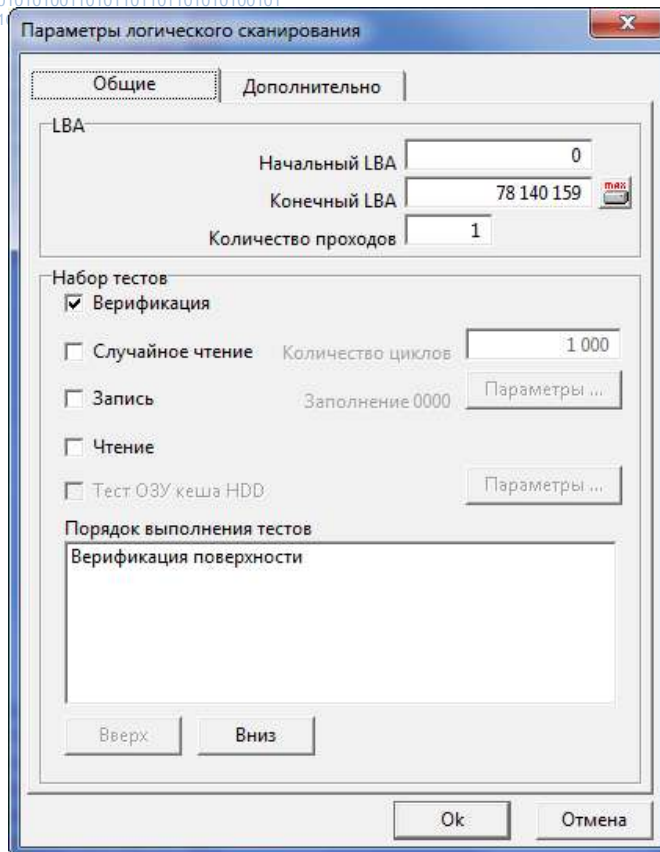 Параметры логического сканирования
Общие
Дополнительно
LBA
Начальный LBA 0
Конечный LBA 78 140 159 max
Количество проходов 1
Набор тестов
Верификация
Случайное чтение Количество циклов 1 000
Запись Заполнение 0000 Параметры ...
Чтение
Тест ОЗУ кеша HDD Параметры ...
Порядок выполнения тестов
Верификация поверхности
Вверх Вниз
Ok Отмена